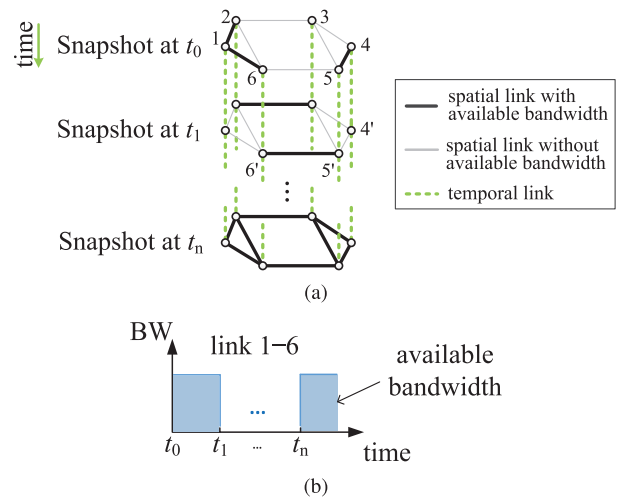 time
Snapshot at t0
1
2
3
4
5
6
Snapshot at t1
4'
5'
6'
Snapshot at tn
spatial link with
available bandwidth
spatial link without
available bandwidth
temporal link
(a)
BW
link 1–6
available
bandwidth
...
t0 t1 ... tn time
(b)